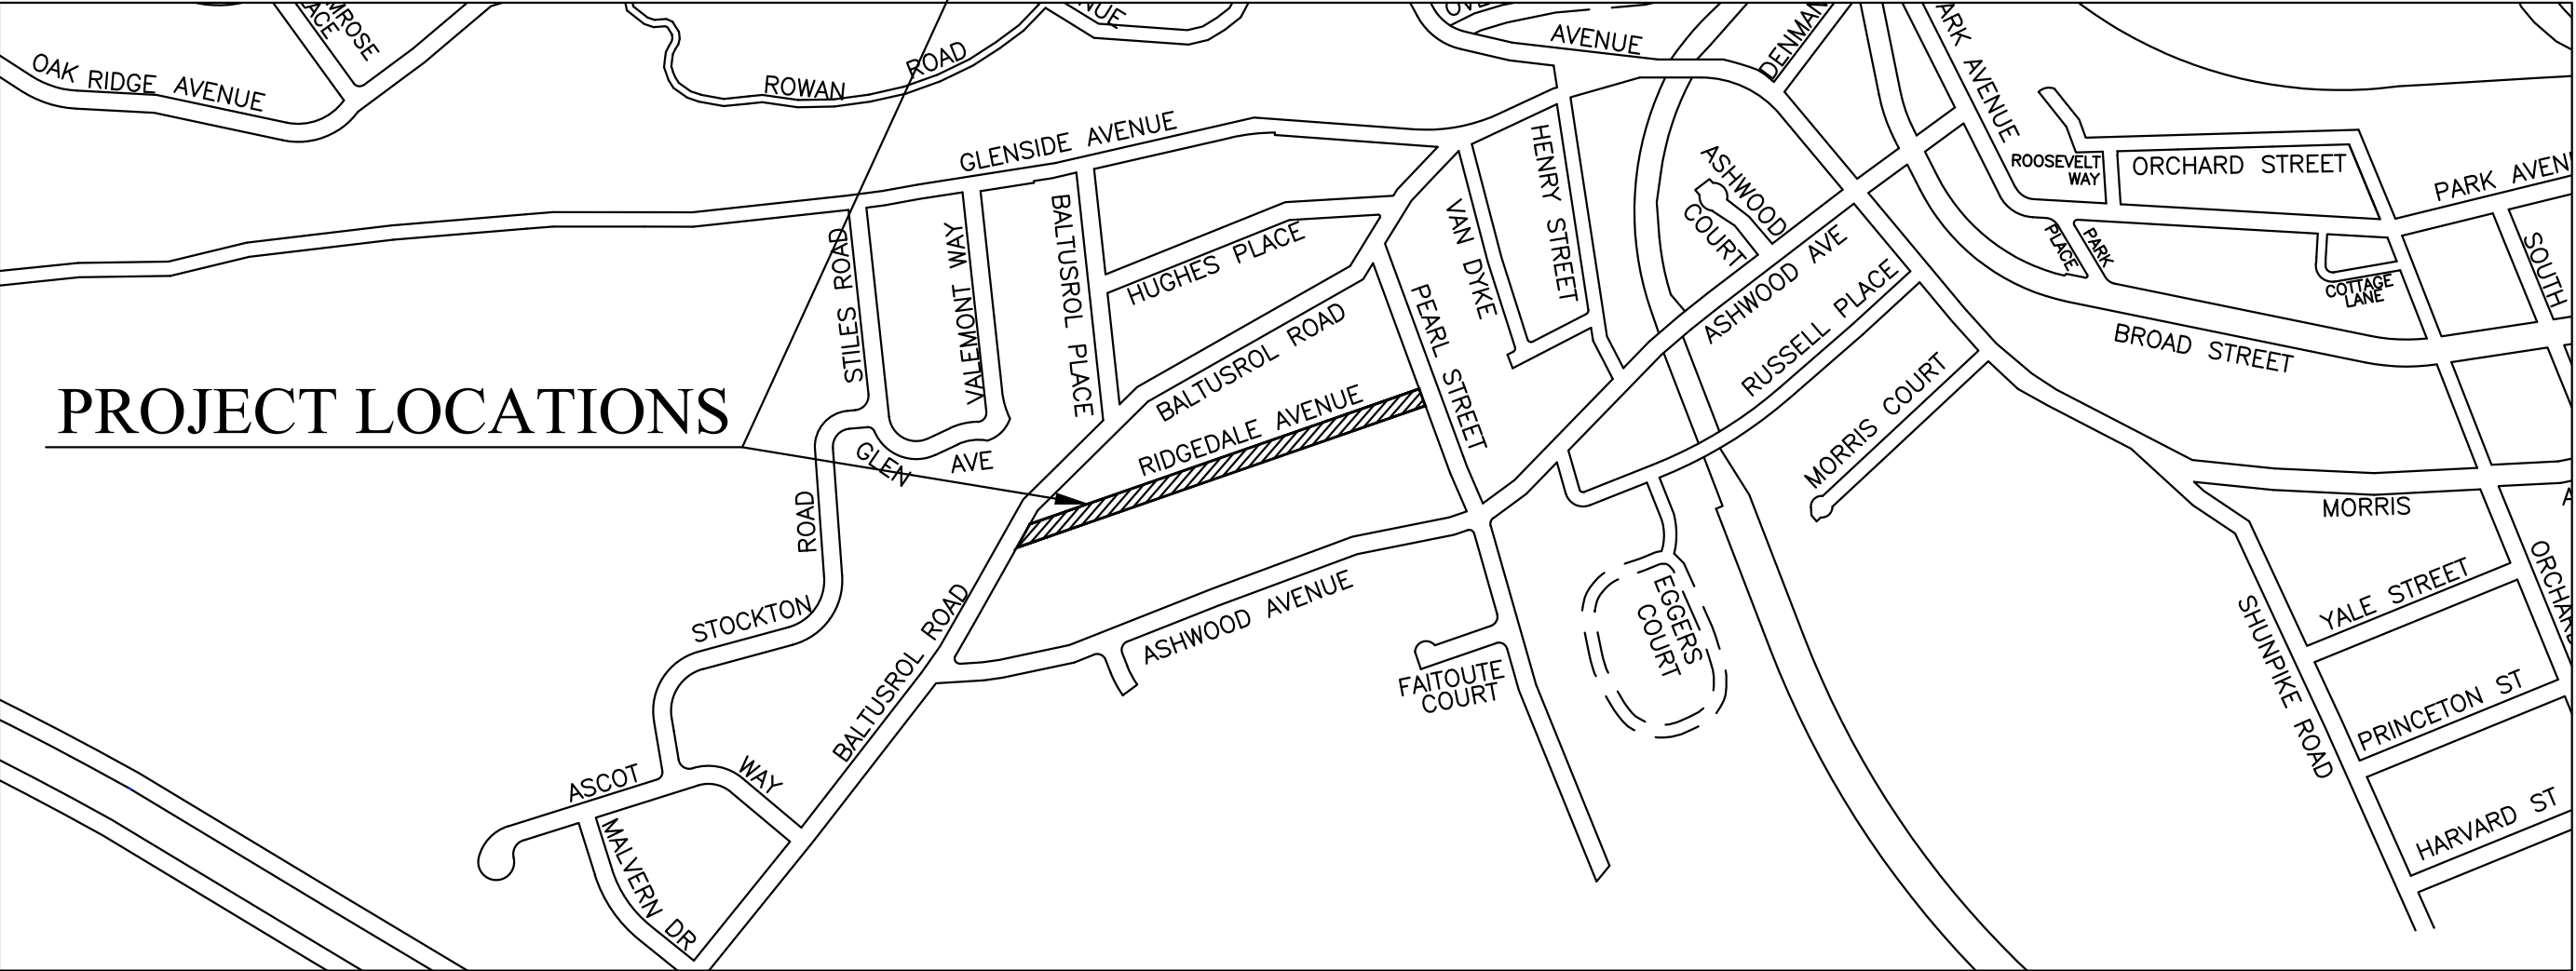 OAK RIDGE AVENUE
ROWAN ROAD
AVENUE
DENMAN
PARK AVENUE
GLENSIDE AVENUE
HENRY STREET
ASHWOOD
COURT
ROOSEVELT
WAY
ORCHARD STREET
STILES ROAD
VALEMONT WAY
BALTUSROL PLACE
HUGHES PLACE
VAN DYKE
PEARL STREET
ASHWOOD AVE
RUSSELL PLACE
PARK
PLACE
COTTAGE
LANE
SOUTH
BROAD STREET
PROJECT LOCATIONS
BALTUSROL ROAD
RIDGEDALE AVENUE
MORRIS COURT
GLEN AVE
MORRIS
STOCKTON ROAD
BALTUSROL ROAD
ASHWOOD AVENUE
FAITOUTE
COURT
EGGERS
COURT
SHUNPIKE ROAD
YALE STREET
PRINCETON ST
HARVARD ST
ASCOT WAY
MALVERN DR